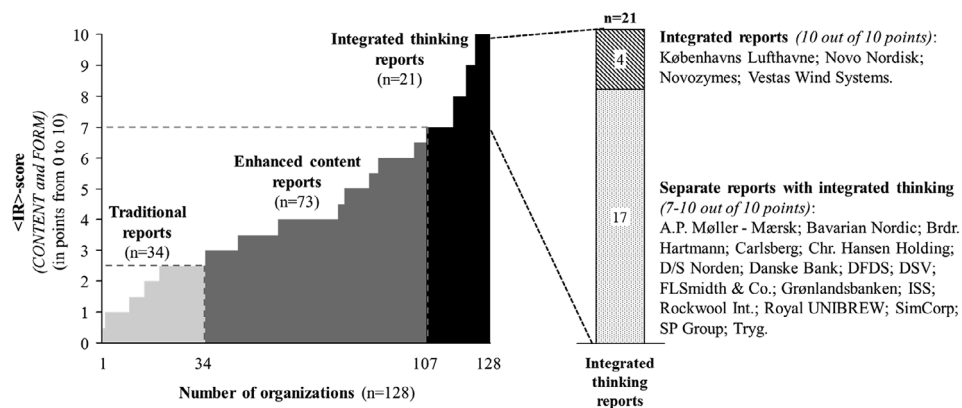 <IR>-score
(CONTENT and FORM)
(in points from 0 to 10)
10
9
8
7
6
5
4
3
2
1
0
Traditional
reports
(n=34)
Enhanced content
reports
(n=73)
Integrated thinking
reports
(n=21)
1
34
107
128
Number of organizations (n=128)
n=21
4
17
Integrated
thinking
reports
Integrated reports (10 out of 10 points):
Københavns Lufthavne; Novo Nordisk;
Novozymes; Vestas Wind Systems.
Separate reports with integrated thinking
(7-10 out of 10 points):
A.P. Møller - Mærsk; Bavarian Nordic; Brdr.
Hartmann; Carlsberg; Chr. Hansen Holding;
D/S Norden; Danske Bank; DFDS; DSV;
FLSmidth & Co.; Grønlandsbanken; ISS;
Rockwool Int.; Royal UNIBREW; SimCorp;
SP Group; Tryg.